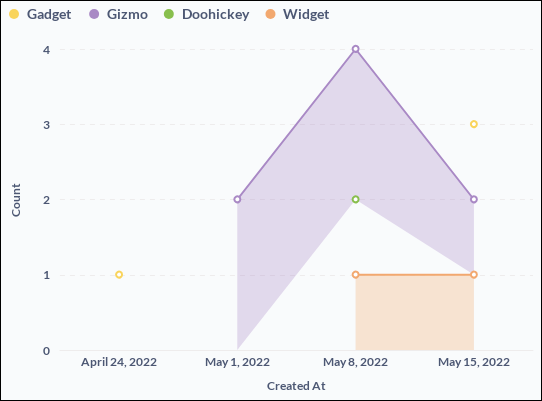 Gadget Gizmo Doohickey Widget
4
3
2
1
0
Count
April 24, 2022 May 1, 2022 May 8, 2022 May 15, 2022
Created At